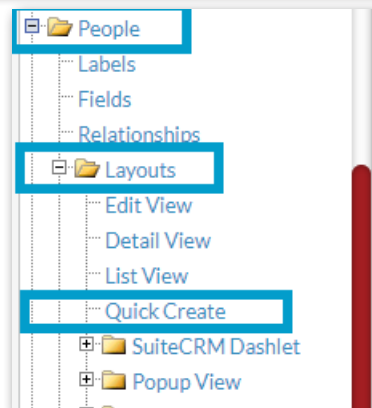 People
Labels
Fields
Relationships
Layouts
Edit View
Detail View
List View
Quick Create
SuiteCRM Dashlet
Popup View